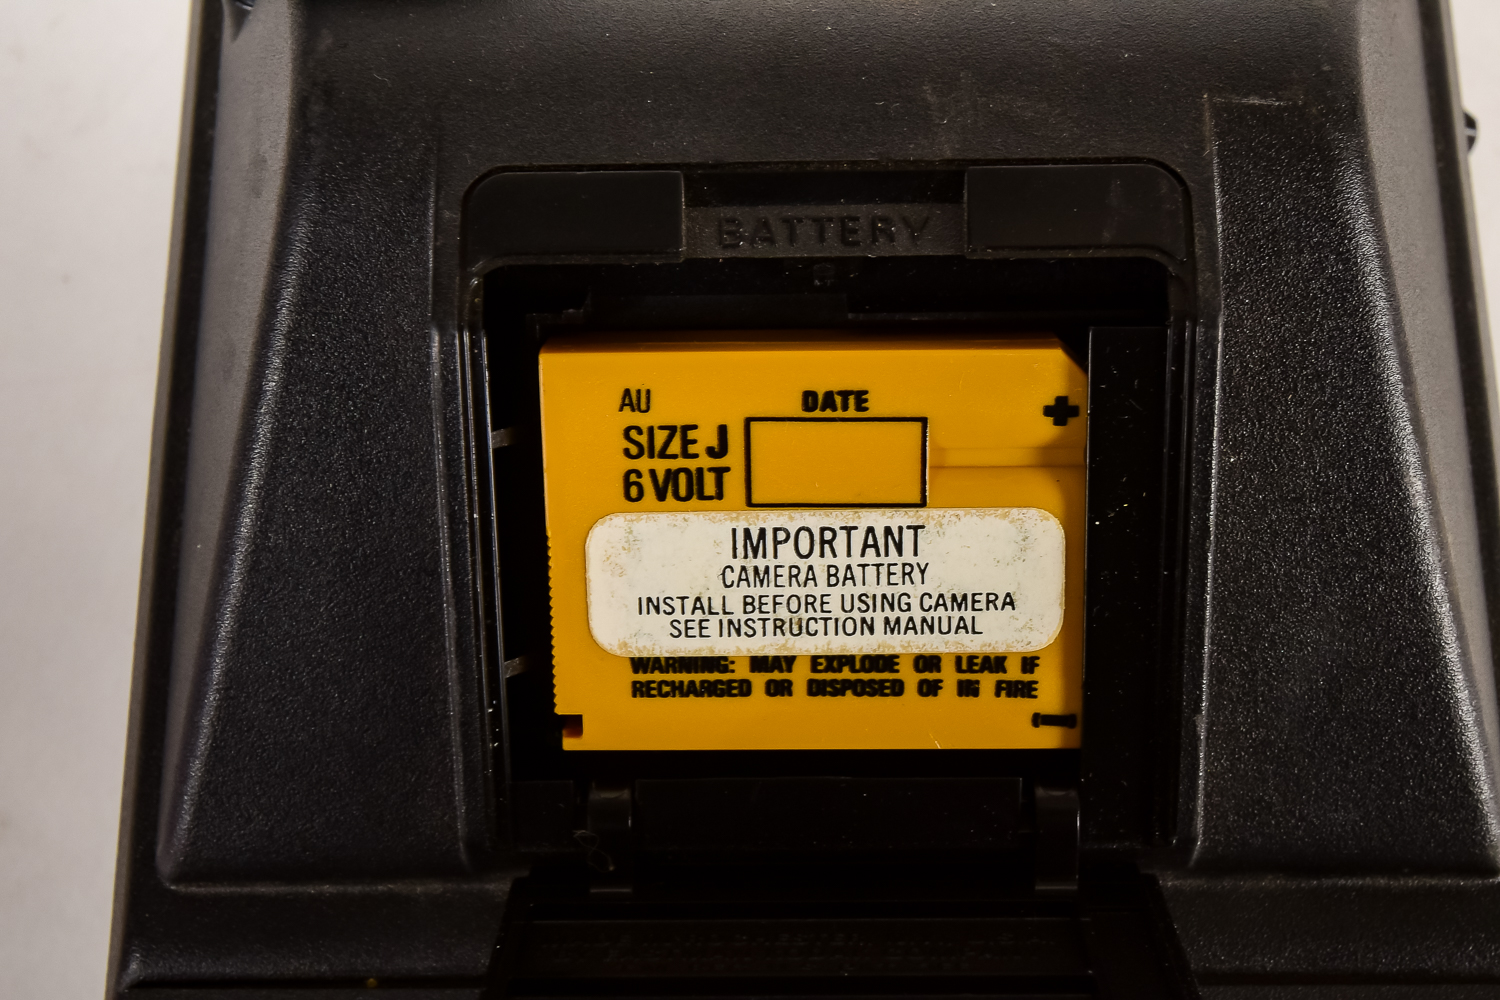 BATTERY
AU
DATE
SIZE J
6 VOLT
+
IMPORTANT
CAMERA BATTERY
INSTALL BEFORE USING CAMERA
SEE INSTRUCTION MANUAL
WARNING: MAY EXPLODE OR LEAK IF
RECHARGED OR DISPOSED OF IN FIRE
(—)